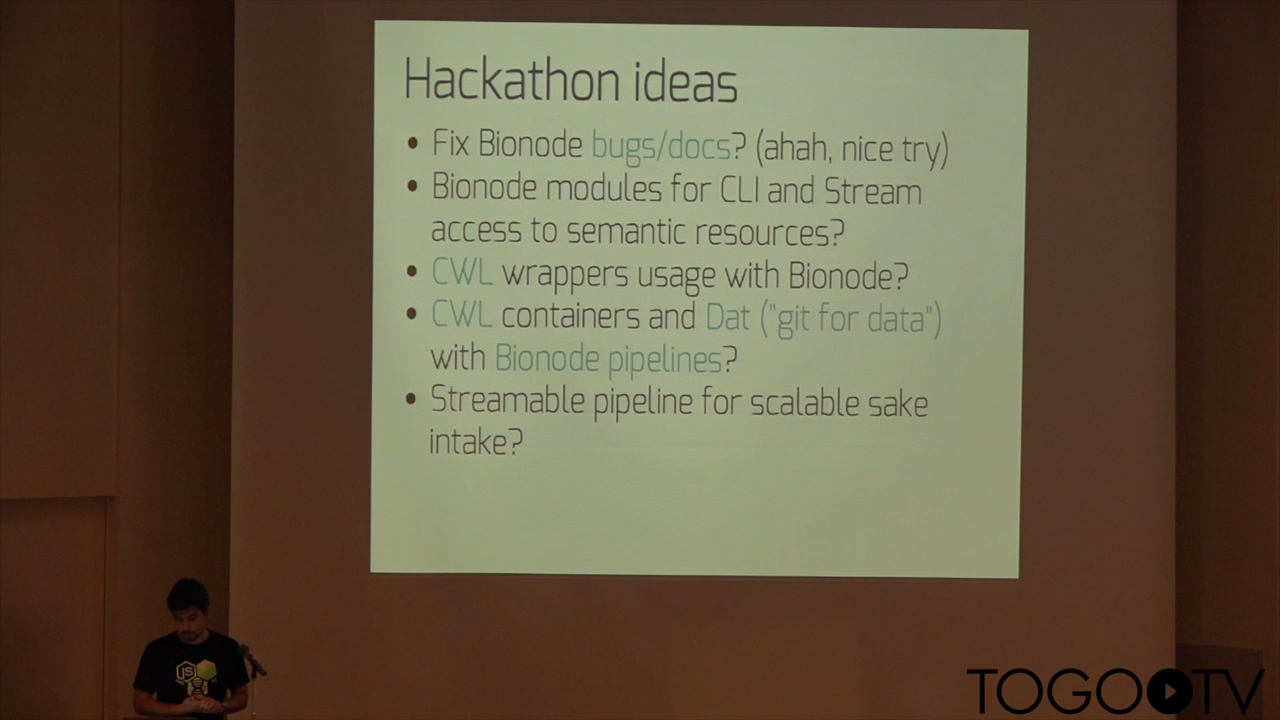 Hackathon ideas
• Fix Bionode bugs/docs? (ahah, nice try)
• Bionode modules for CLI and Stream
access to semantic resources?
• CWL wrappers usage with Bionode?
• CWL containers and Dat ("git for data")
with Bionode pipelines?
• Streamable pipeline for scalable sake
intake?
JS
TOGOTV